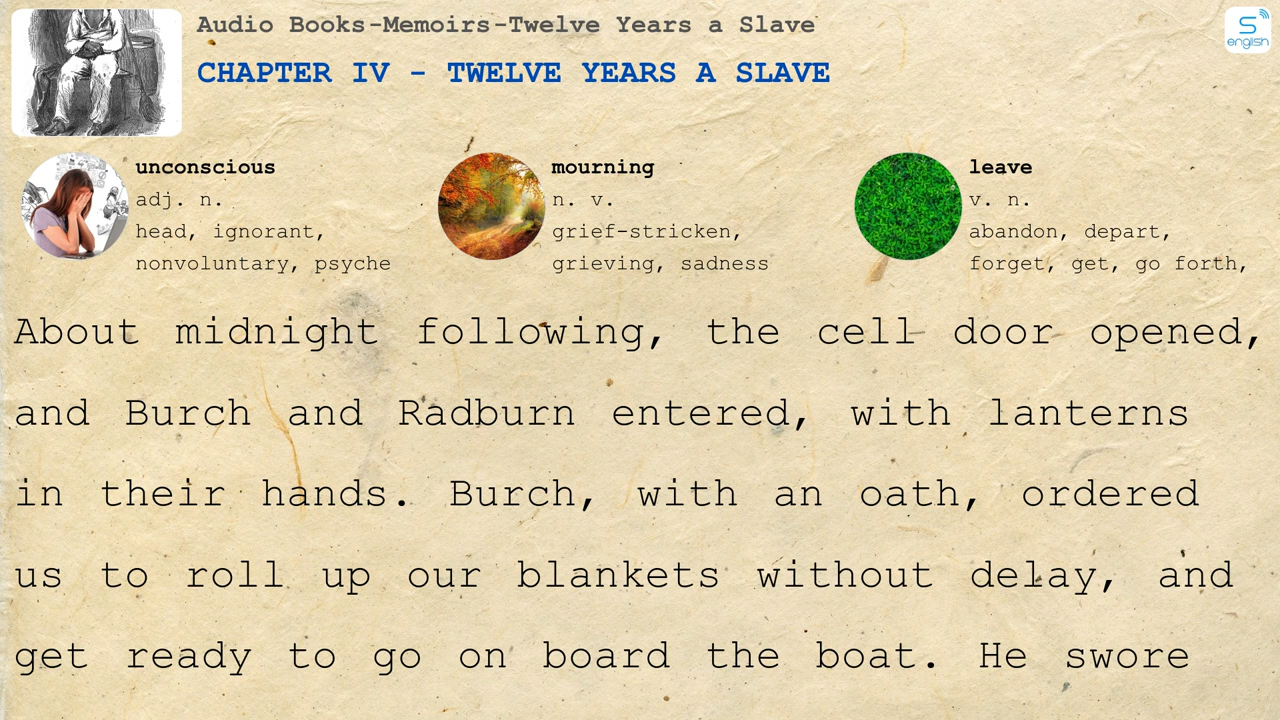 Audio Books-Memoirs-Twelve Years a Slave
CHAPTER IV - TWELVE YEARS A SLAVE
S
english
unconscious
adj. n.
head, ignorant,
nonvoluntary, psyche
mourning
n. v.
grief-stricken,
grieving, sadness
leave
v. n.
abandon, depart,
forget, get, go forth,
About midnight following, the cell door opened,
and Burch and Radburn entered, with lanterns
in their hands. Burch, with an oath, ordered
us to roll up our blankets without delay, and
get ready to go on board the boat. He swore